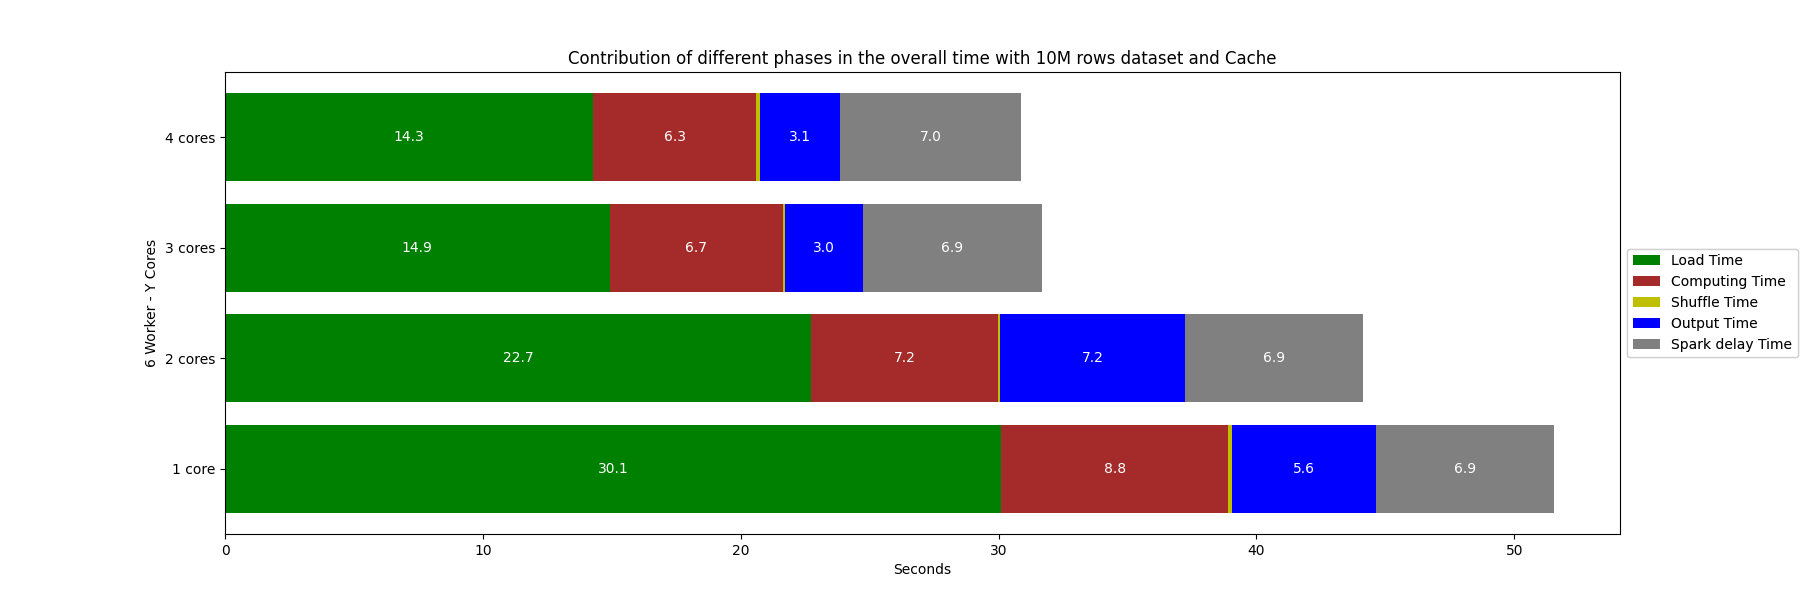 Contribution of different phases in the overall time with 10M rows dataset and Cache
6 Worker - Y Cores
4 cores
14.3 6.3 3.1 7.0
3 cores
14.9 6.7 3.0 6.9
2 cores
22.7 7.2 7.2 6.9
1 core
30.1 8.8 5.6 6.9
0 10 20 30 40 50
Seconds
Load Time
Computing Time
Shuffle Time
Output Time
Spark delay Time